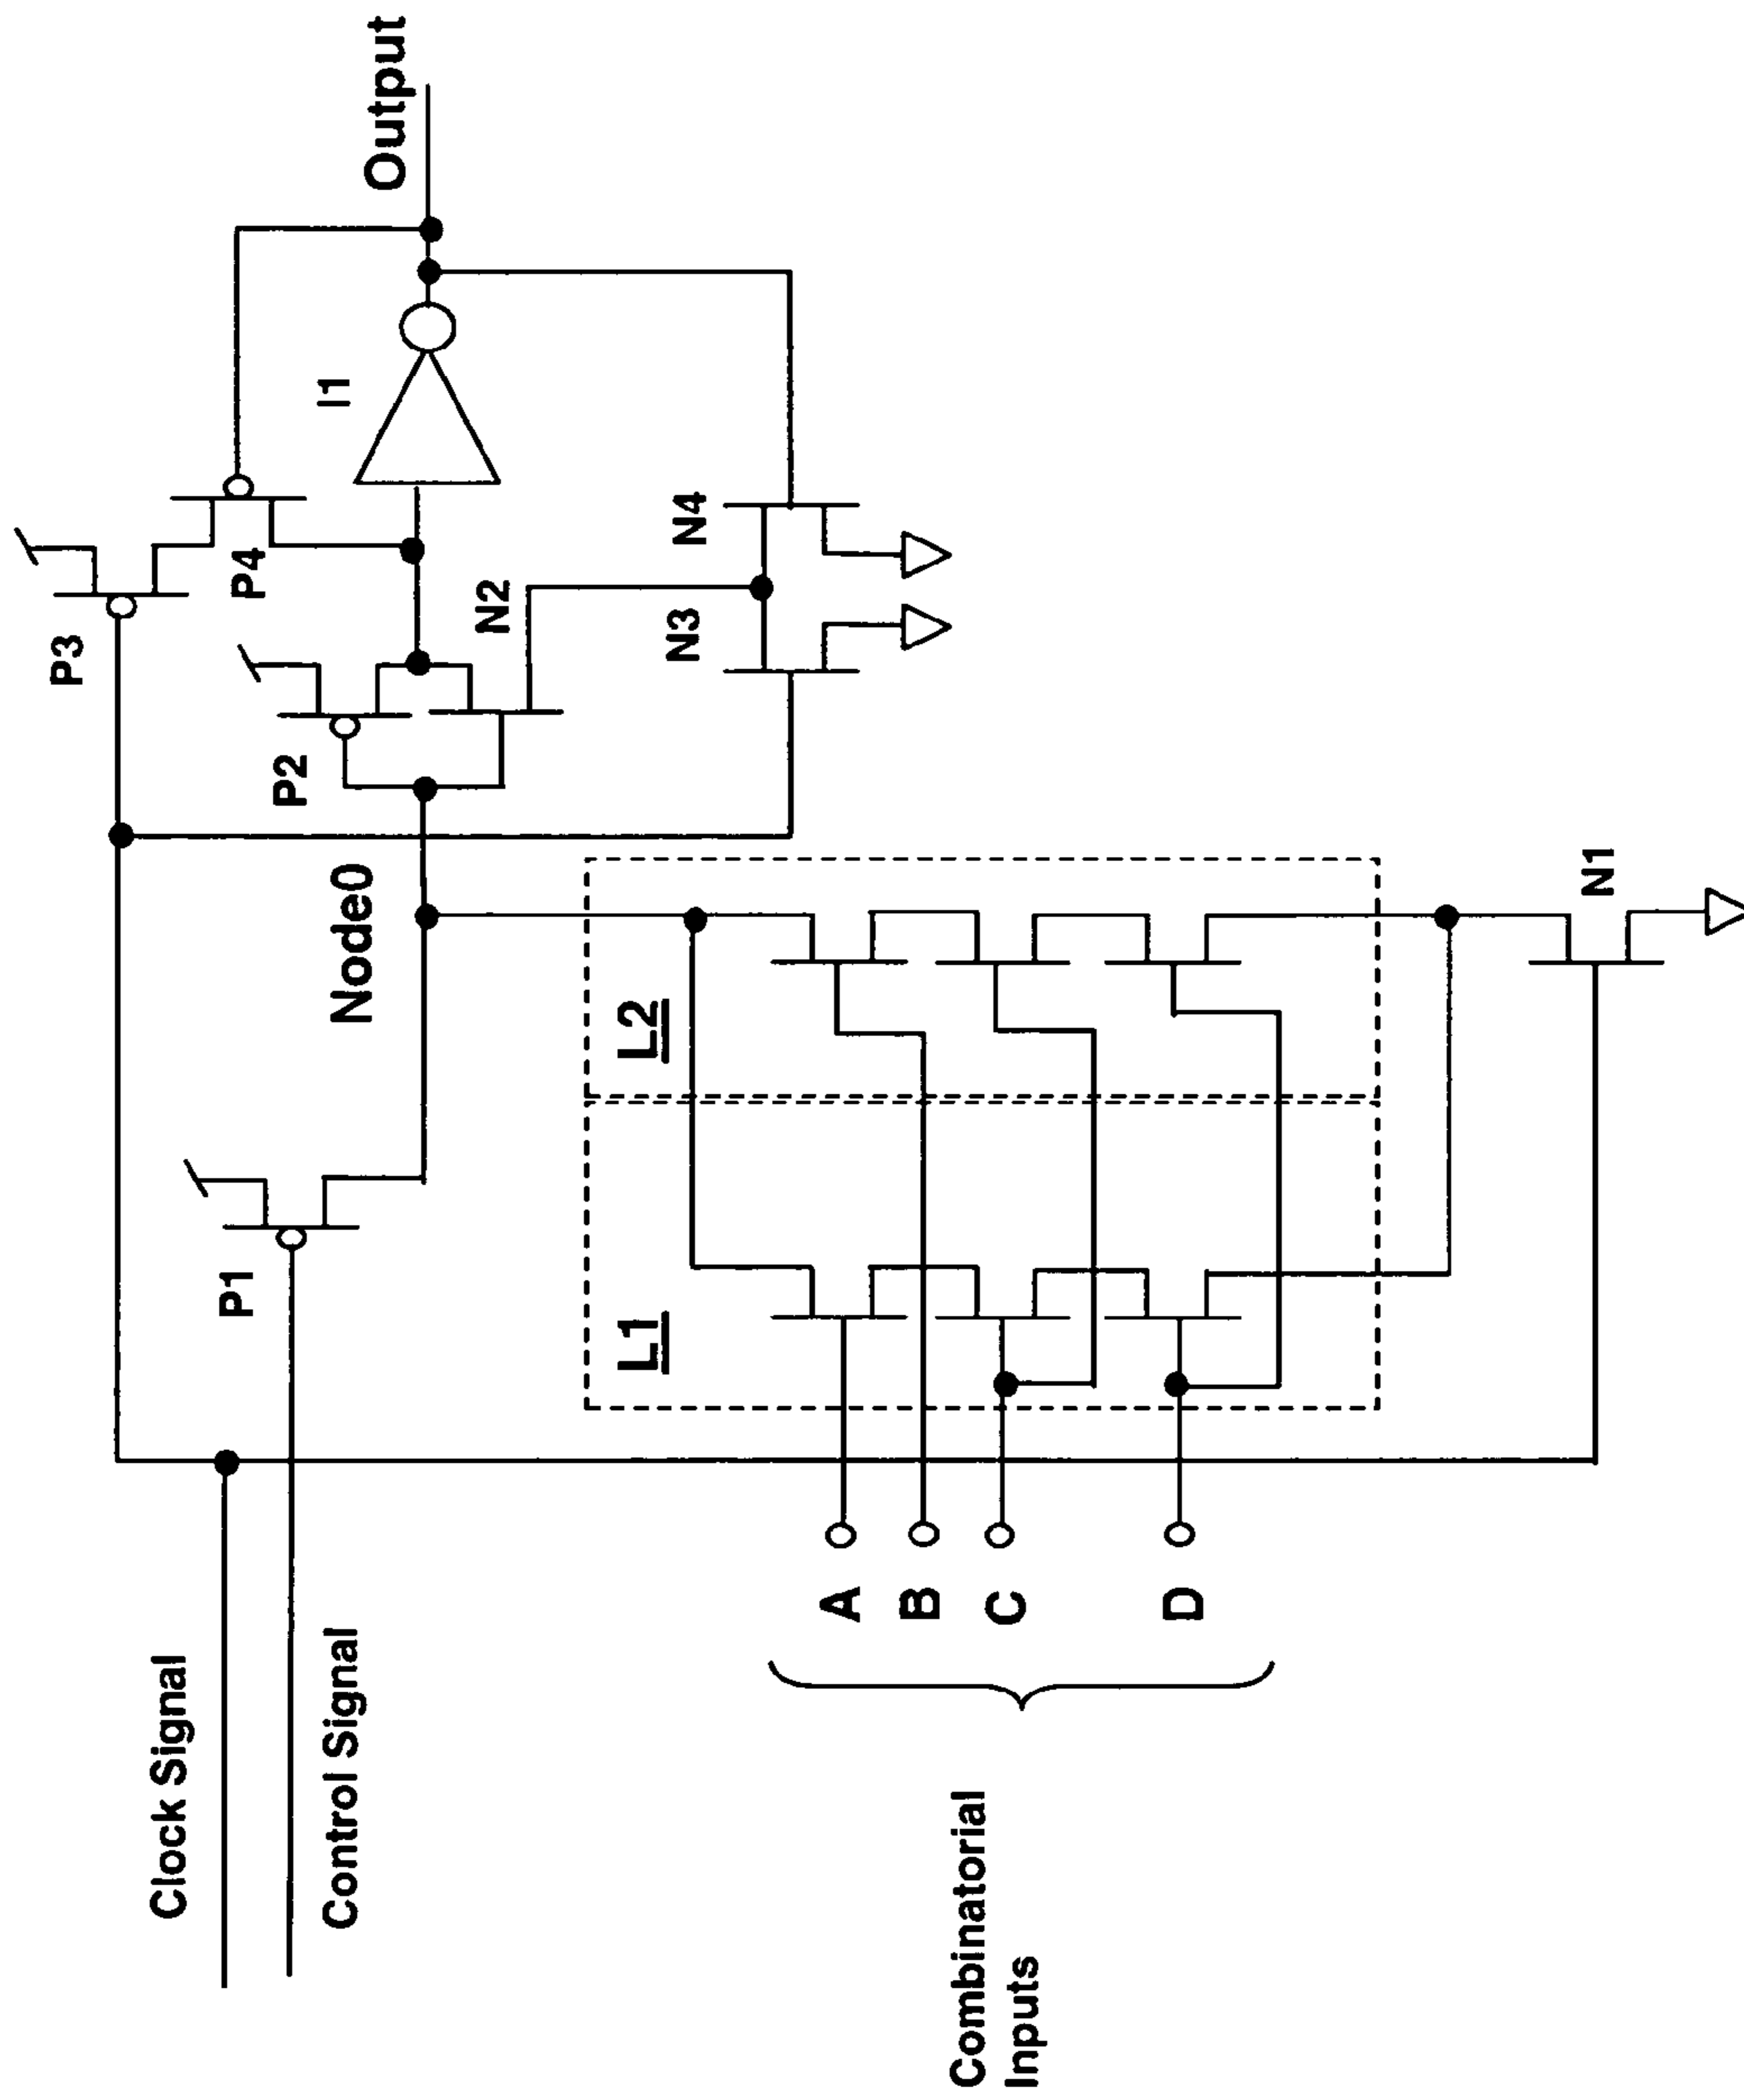 Clock Signal
Control Signal
P1
Node0
P2
P3
P4
N2
I1
Output
L1
L2
N3
N4
A
B
C
D
N1
Combinatorial
Inputs